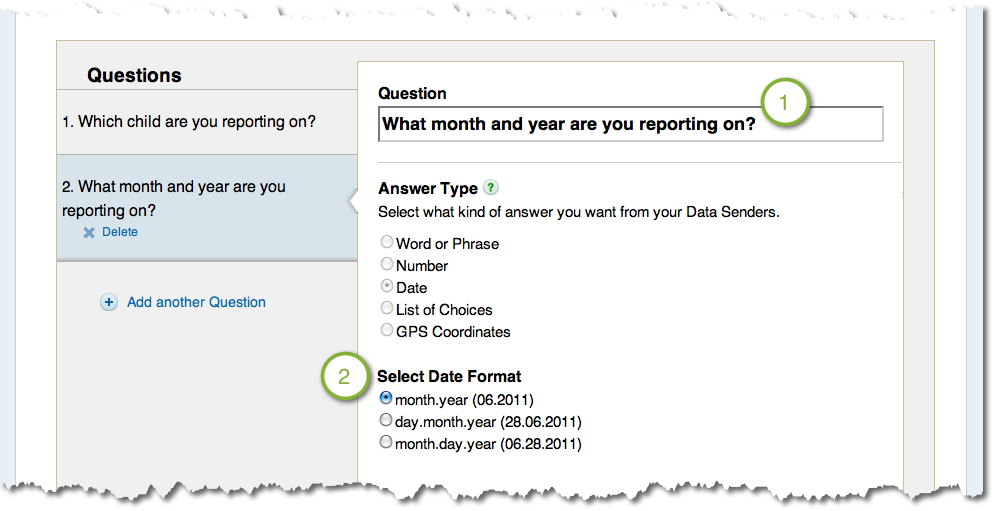 Questions
1. Which child are you reporting on?
2. What month and year are you
reporting on?
Delete
Add another Question
Question
1
What month and year are you reporting on?
Answer Type ?
Select what kind of answer you want from your Data Senders.
Word or Phrase
Number
Date
List of Choices
GPS Coordinates
2
Select Date Format
month.year (06.2011)
day.month.year (28.06.2011)
month.day.year (06.28.2011)